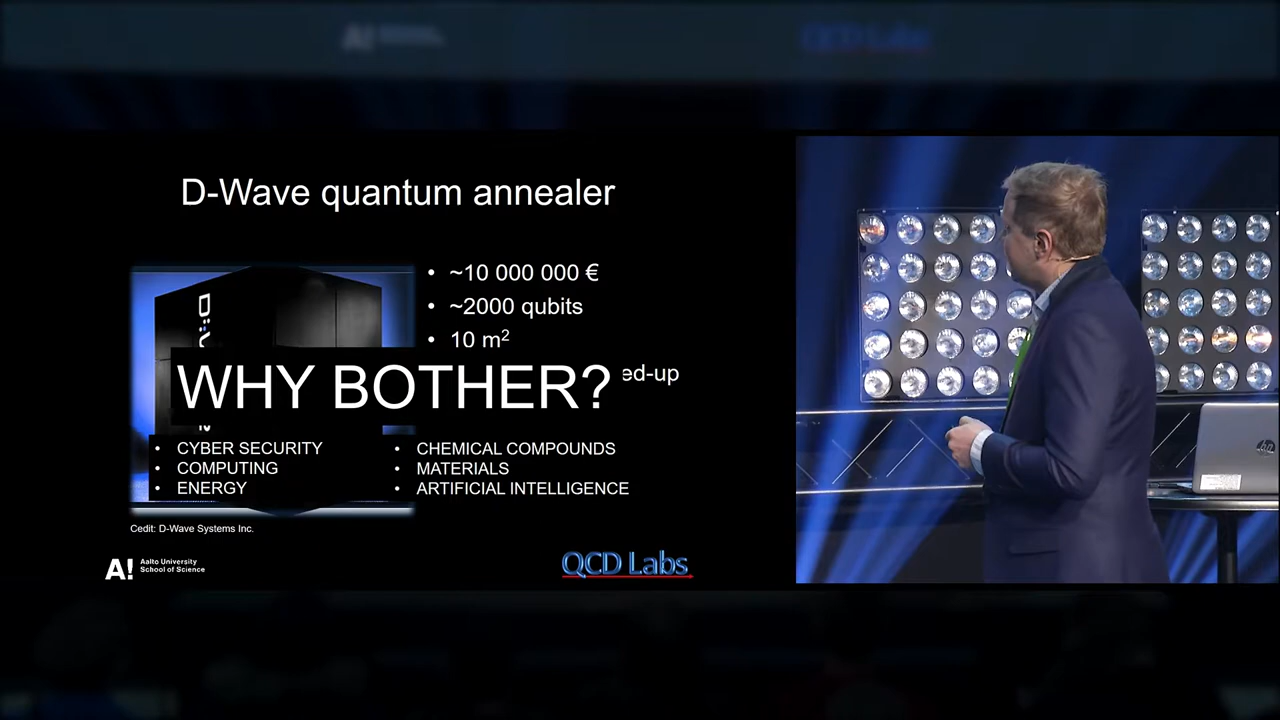 D-Wave quantum annealer
• ~10 000 000 €
• ~2000 qubits
• 10 m²
ed-up
WHY BOTHER?
• CYBER SECURITY
• COMPUTING
• ENERGY
• CHEMICAL COMPOUNDS
• MATERIALS
• ARTIFICIAL INTELLIGENCE
Cedit: D-Wave Systems Inc.
A! Aalto University
School of Science
QCD Labs
hp